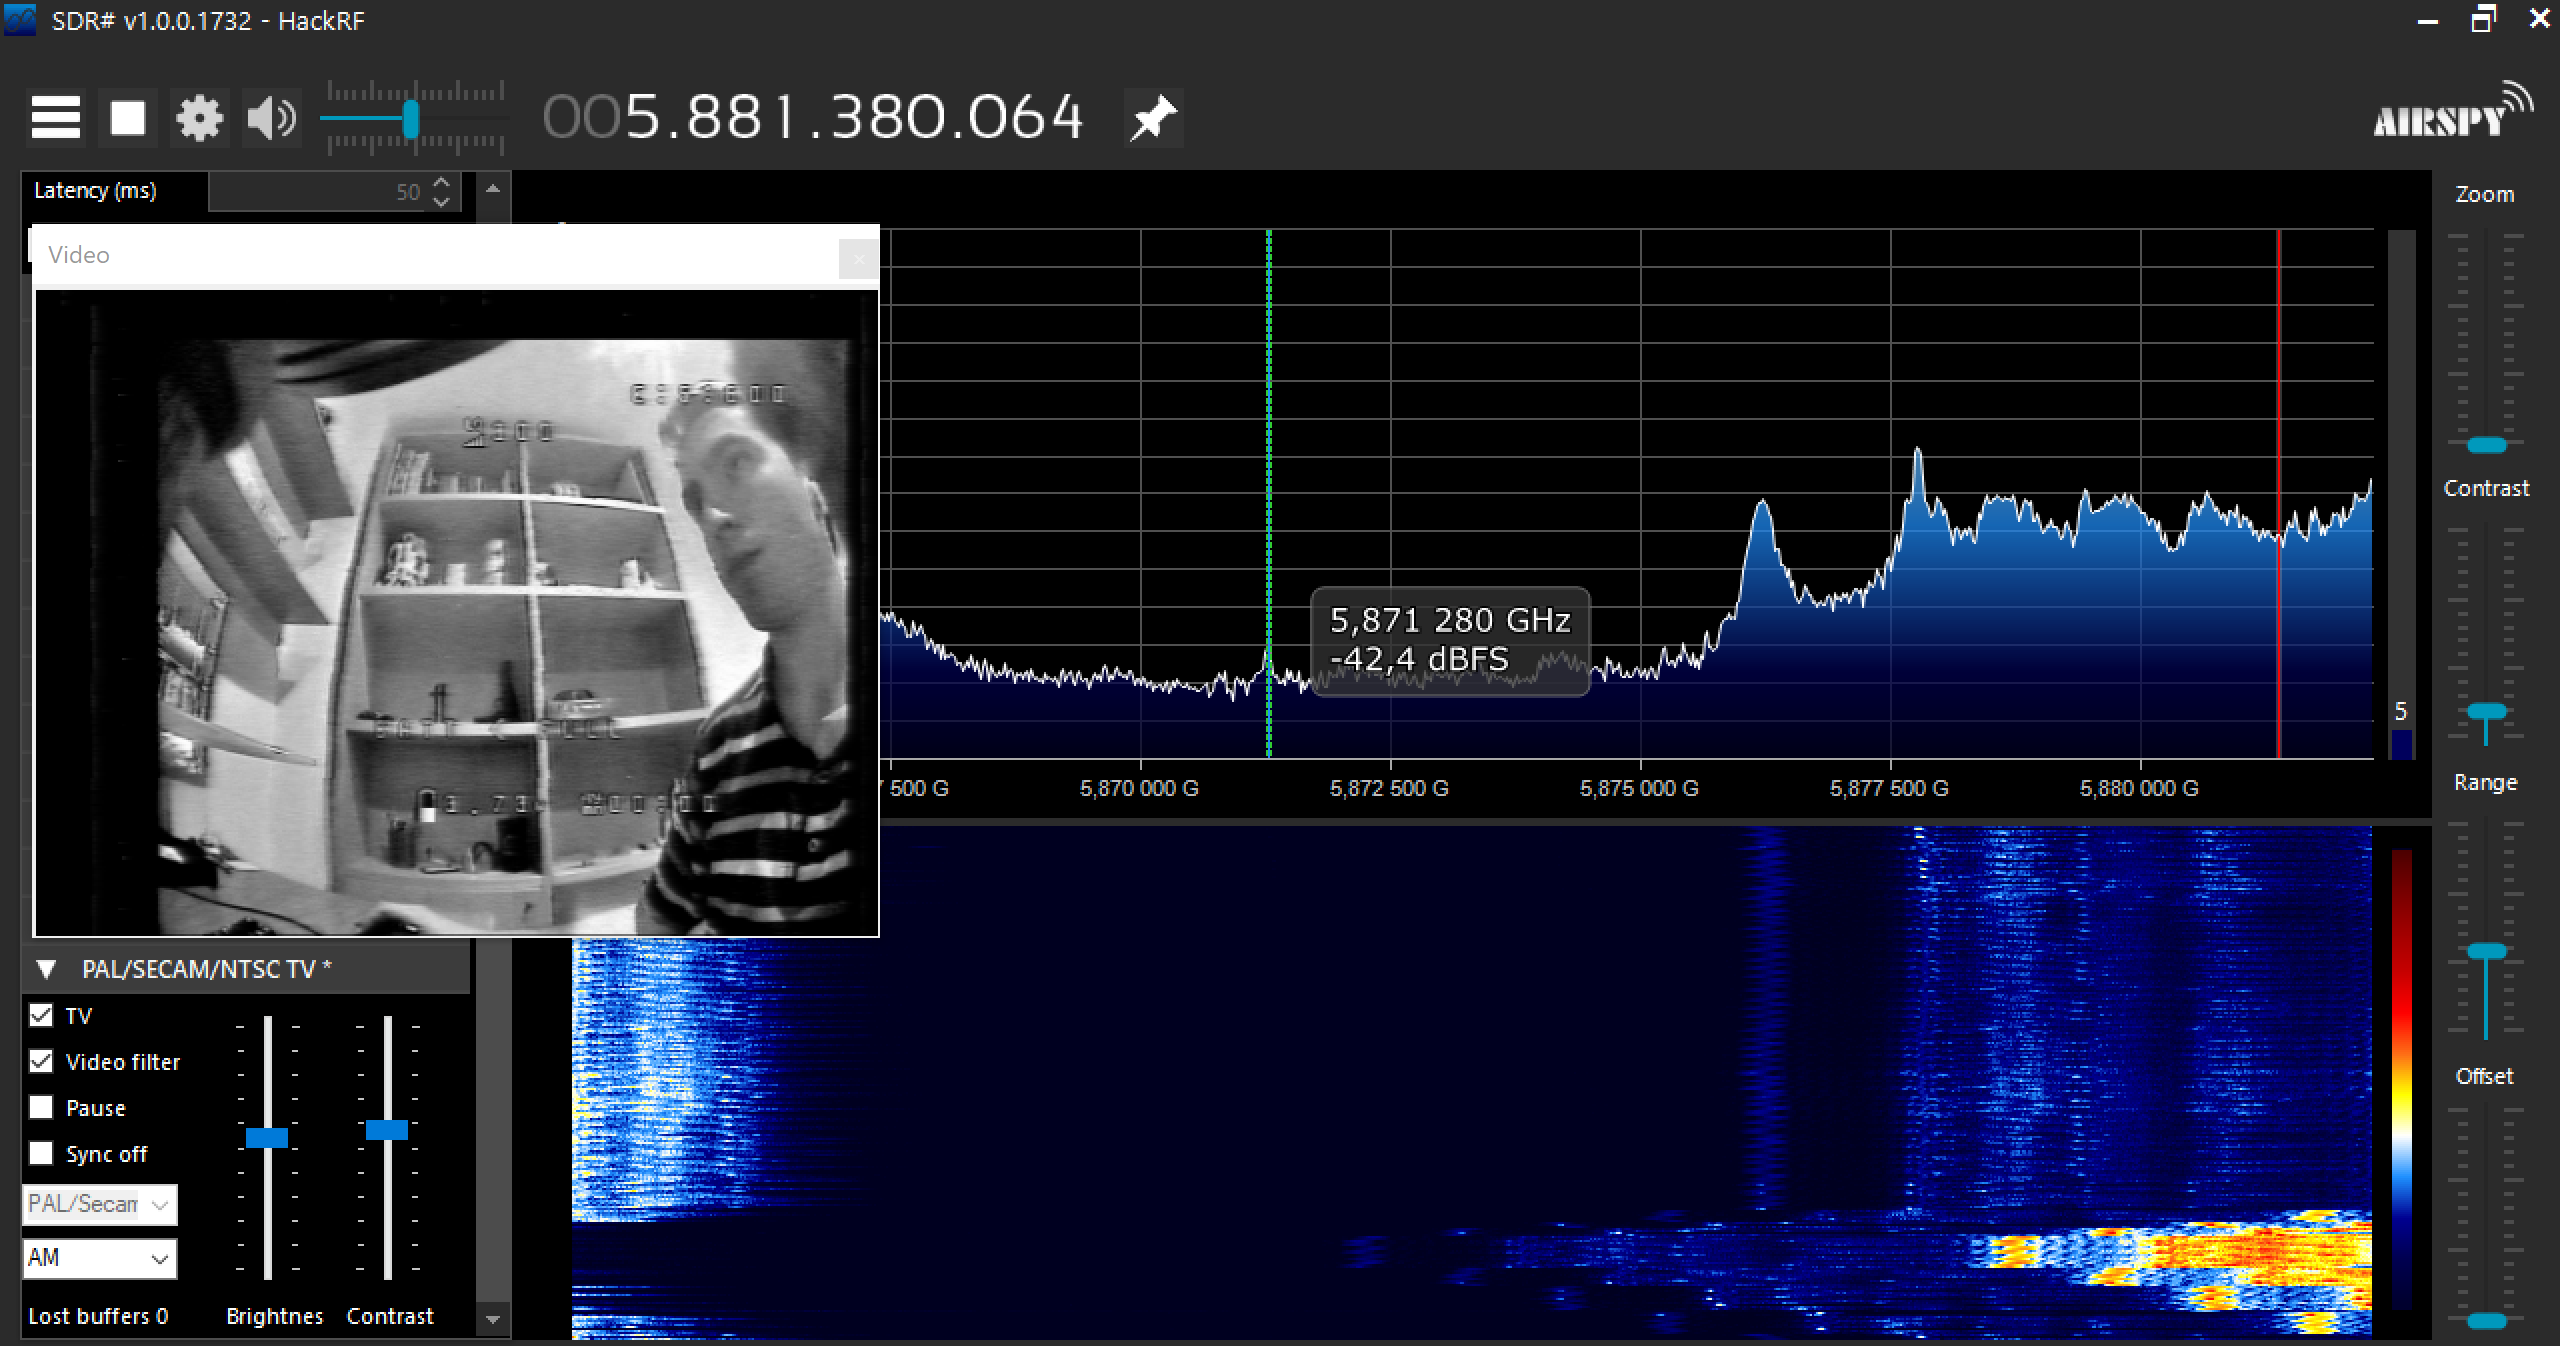 SDR# v1.0.0.1732 - HackRF
005.881.380.064
AIRSPY
Latency (ms) 50
Zoom
Video
Contrast
5,871 280 GHz
-42,4 dBFS
5
Range
500 G 5,870 000 G 5,872 500 G 5,875 000 G 5,877 500 G 5,880 000 G
PAL/SECAM/NTSC TV *
TV
Video filter
Offset
Pause
Sync off
PAL/Secam
AM
Lost buffers 0 Brightnes Contrast